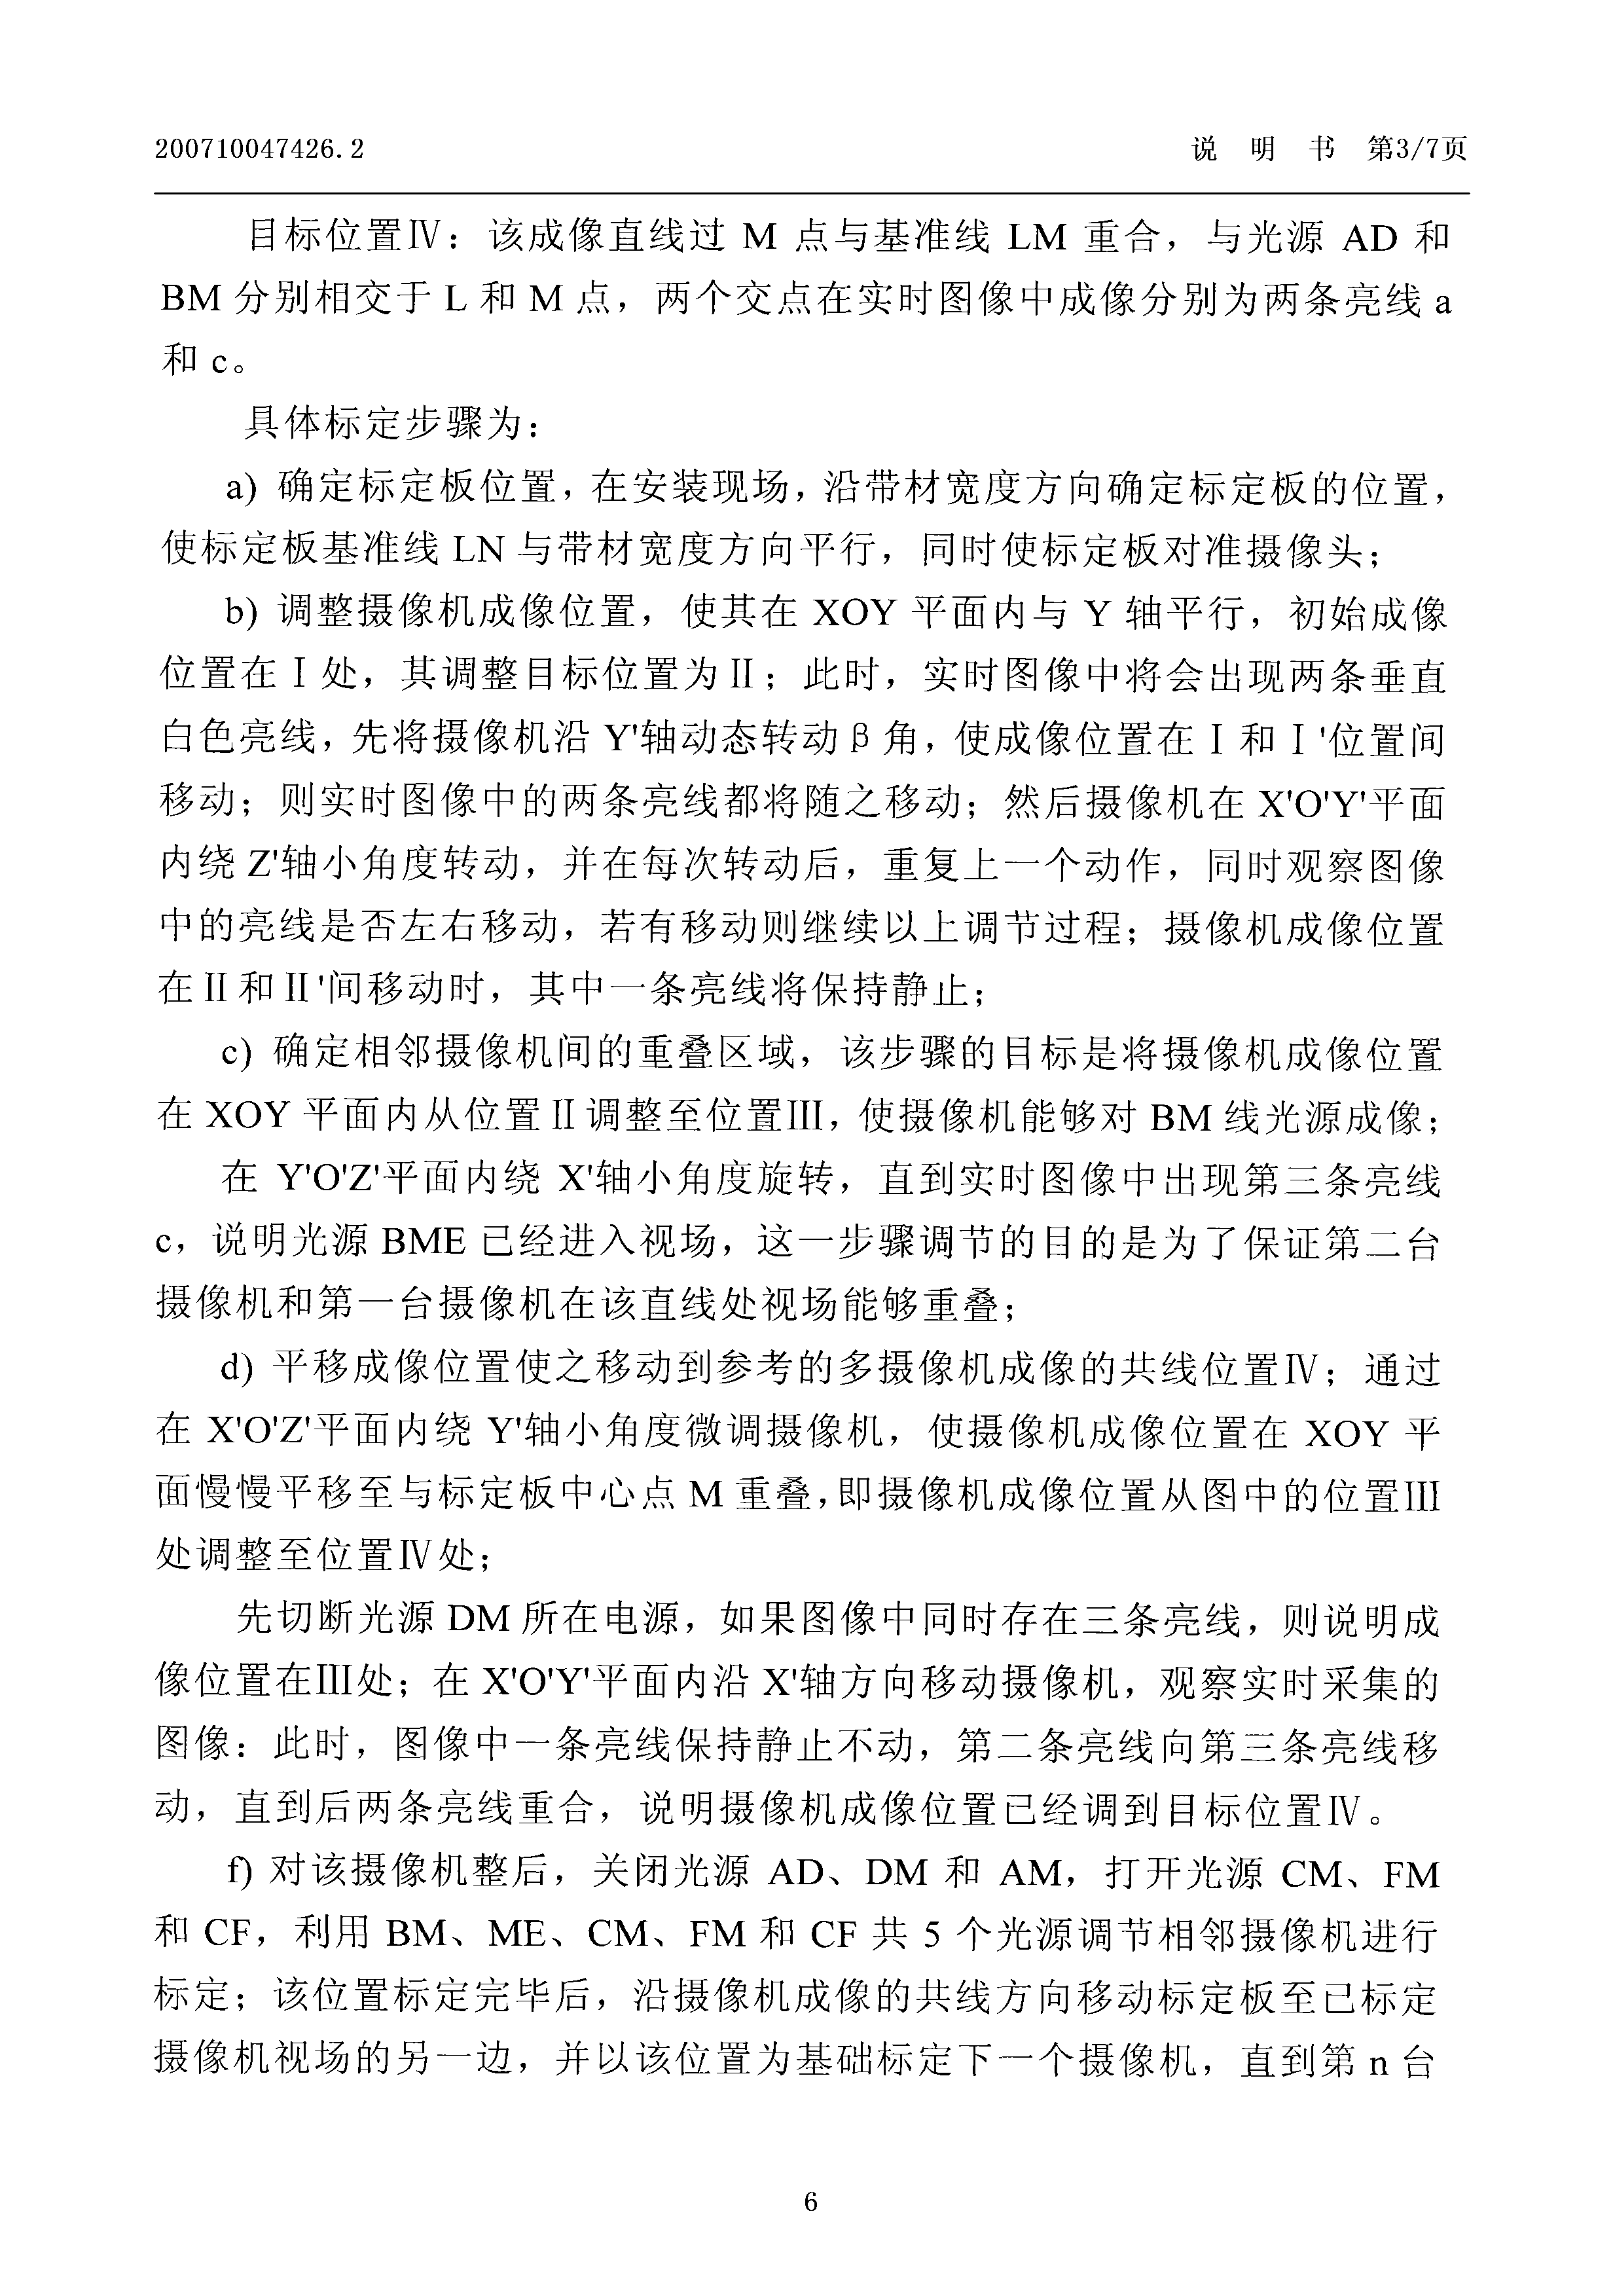 200710047426.2 说 明 书 第3/7页
目标位置Ⅳ：该成像直线过 M 点与基准线 LM 重合，与光源 AD 和
BM 分别相交于 L 和 M 点，两个交点在实时图像中成像分别为两条亮线 a
和 c。
具体标定步骤为：
a) 确定标定板位置，在安装现场，沿带材宽度方向确定标定板的位置，
使标定板基准线 LN 与带材宽度方向平行，同时使标定板对准摄像头；
b) 调整摄像机成像位置，使其在 XOY 平面内与 Y 轴平行，初始成像
位置在Ⅰ处，其调整目标位置为Ⅱ；此时，实时图像中将会出现两条垂直
白色亮线，先将摄像机沿 Y'轴动态转动β角，使成像位置在Ⅰ和Ⅰ'位置间
移动；则实时图像中的两条亮线都将随之移动；然后摄像机在 X'O'Y'平面
内绕 Z'轴小角度转动，并在每次转动后，重复上一个动作，同时观察图像
中的亮线是否左右移动，若有移动则继续以上调节过程；摄像机成像位置
在Ⅱ和Ⅱ'间移动时，其中一条亮线将保持静止；
c) 确定相邻摄像机间的重叠区域，该步骤的目标是将摄像机成像位置
在 XOY 平面内从位置Ⅱ调整至位置Ⅲ，使摄像机能够对 BM 线光源成像；
在 Y'O'Z'平面内绕 X'轴小角度旋转，直到实时图像中出现第三条亮线
c，说明光源 BME 已经进入视场，这一步骤调节的目的是为了保证第二台
摄像机和第一台摄像机在该直线处视场能够重叠；
d) 平移成像位置使之移动到参考的多摄像机成像的共线位置Ⅳ；通过
在 X'O'Z'平面内绕 Y'轴小角度微调摄像机，使摄像机成像位置在 XOY 平
面慢慢平移至与标定板中心点 M 重叠，即摄像机成像位置从图中的位置Ⅲ
处调整至位置Ⅳ处；
先切断光源 DM 所在电源，如果图像中同时存在三条亮线，则说明成
像位置在Ⅲ处；在 X'O'Y'平面内沿 X'轴方向移动摄像机，观察实时采集的
图像：此时，图像中一条亮线保持静止不动，第二条亮线向第三条亮线移
动，直到后两条亮线重合，说明摄像机成像位置已经调到目标位置Ⅳ。
f) 对该摄像机整后，关闭光源 AD、DM 和 AM，打开光源 CM、FM
和 CF，利用 BM、ME、CM、FM 和 CF 共 5 个光源调节相邻摄像机进行
标定；该位置标定完毕后，沿摄像机成像的共线方向移动标定板至已标定
摄像机视场的另一边，并以该位置为基础标定下一个摄像机，直到第 n 台
6